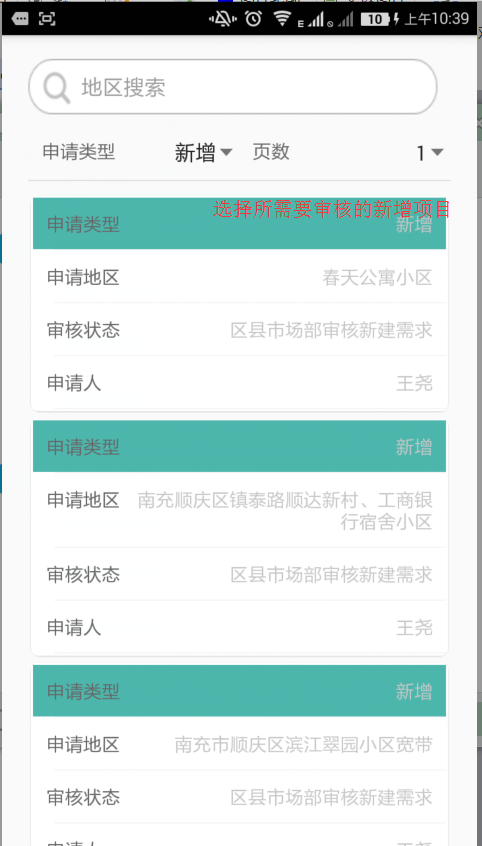 E 10 上午10:39
地区搜索
申请类型 新增 页数 1
选择所需要审核的新增项目
申请类型 新增
申请地区 春天公寓小区
审核状态 区县市场部审核新建需求
申请人 王尧
申请类型 新增
申请地区 南充顺庆区镇泰路顺达新村、工商银
行宿舍小区
审核状态 区县市场部审核新建需求
申请人 王尧
申请类型 新增
申请地区 南充市顺庆区滨江翠园小区宽带
审核状态 区县市场部审核新建需求